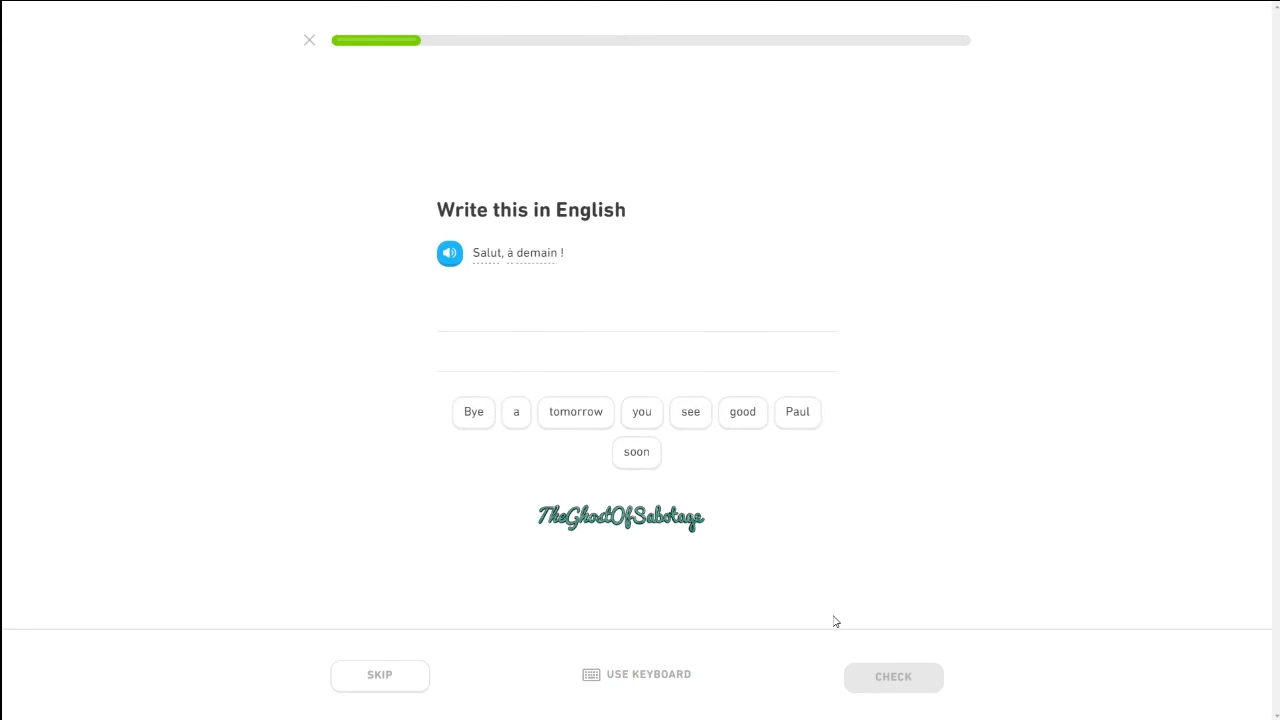 Write this in English
Salut, à demain !
Bye a tomorrow you see good Paul
soon
TheGhostOfSabotage
SKIP USE KEYBOARD CHECK